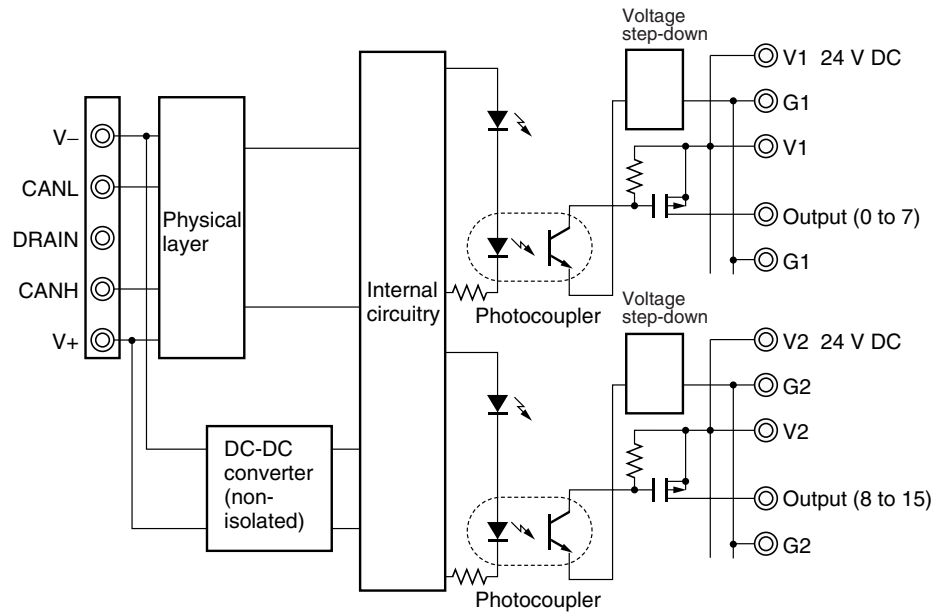 Voltage
step-down
V1 24 V DC
G1
V–
V1
CANL
Physical
layer
Output (0 to 7)
DRAIN
G1
CANH
Internal
circuitry
Voltage
step-down
Photocoupler
V+
V2 24 V DC
G2
DC-DC
converter
(non-
isolated)
V2
Output (8 to 15)
G2
Photocoupler